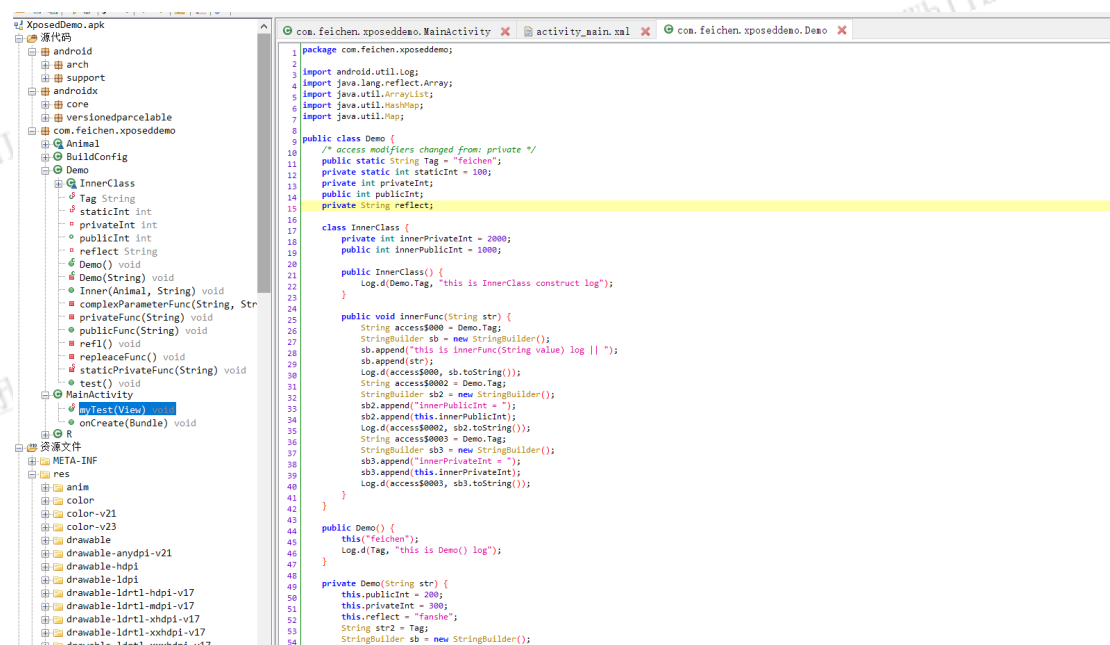 XposedDemo.apk
源代码
android
arch
support
androidx
core
versionedparcelable
com.feichen.xposeddemo
Animal
BuildConfig
Demo
InnerClass
Tag String
staticInt int
privateInt int
publicInt int
reflect String
Demo() void
Demo(String) void
Inner(Animal, String) void
complexParameterFunc(String, Str
privateFunc(String) void
publicFunc(String) void
refl() void
repleaceFunc() void
staticPrivateFunc(String) void
test() void
MainActivity
myTest(View) void
onCreate(Bundle) void
R
资源文件
META-INF
res
anim
color
color-v21
color-v23
drawable
drawable-anydpi-v21
drawable-hdpi
drawable-ldpi
drawable-ldrtl-hdpi-v17
drawable-ldrtl-mdpi-v17
drawable-ldrtl-xhdpi-v17
drawable-ldrtl-xxhdpi-v17
com.feichen.xposeddemo.MainActivity
activity_main.xml
com.feichen.xposeddemo.Demo
1 package com.feichen.xposeddemo;
2
3 import android.util.Log;
4 import java.lang.reflect.Array;
5 import java.util.ArrayList;
6 import java.util.HashMap;
7 import java.util.Map;
8
9 public class Demo {
10 /* access modifiers changed from: private */
11 public static String Tag = "feichen";
12 private static int staticInt = 100;
13 private int privateInt;
14 public int publicInt;
15 private String reflect;
16
17 class InnerClass {
18 private int innerPrivateInt = 2000;
19 public int innerPublicInt = 1000;
20
21 public InnerClass() {
22 Log.d(Demo.Tag, "this is InnerClass construct log");
23 }
24
25 public void innerFunc(String str) {
26 String access$000 = Demo.Tag;
27 StringBuilder sb = new StringBuilder();
28 sb.append("this is innerFunc(String value) log || ");
29 sb.append(str);
30 Log.d(access$000, sb.toString());
31 String access$0002 = Demo.Tag;
32 StringBuilder sb2 = new StringBuilder();
33 sb2.append("innerPublicInt = ");
34 sb2.append(this.innerPublicInt);
35 Log.d(access$0002, sb2.toString());
36 String access$0003 = Demo.Tag;
37 StringBuilder sb3 = new StringBuilder();
38 sb3.append("innerPrivateInt = ");
39 sb3.append(this.innerPrivateInt);
40 Log.d(access$0003, sb3.toString());
41 }
42 }
43
44 public Demo() {
45 this("feichen");
46 Log.d(Tag, "this is Demo() log");
47 }
48
49 private Demo(String str) {
50 this.publicInt = 200;
51 this.privateInt = 300;
52 this.reflect = "fanshe";
53 String str2 = Tag;
54 StringBuilder sb = new StringBuilder();